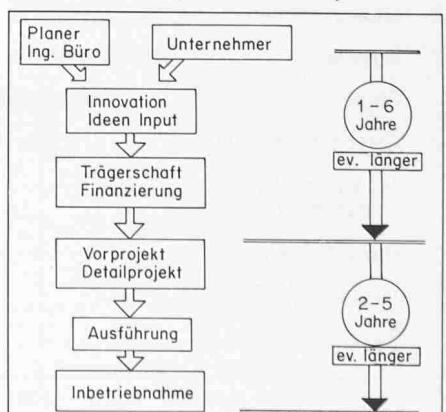 Planer
Ing. Büro
Unternehmer
Innovation
Ideen Input
Trägerschaft
Finanzierung
Vorprojekt
Detailprojekt
Ausführung
Inbetriebnahme
1 – 6
Jahre
ev. länger
2-5
Jahre
ev. länger